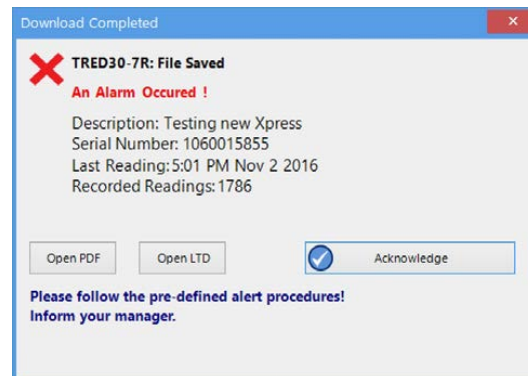 Download Completed
TRED30-7R: File Saved
An Alarm Occured !
Description: Testing new Xpress
Serial Number: 1060015855
Last Reading: 5:01 PM Nov 2 2016
Recorded Readings: 1786
Open PDF
Open LTD
Acknowledge
Please follow the pre-defined alert procedures!
Inform your manager.